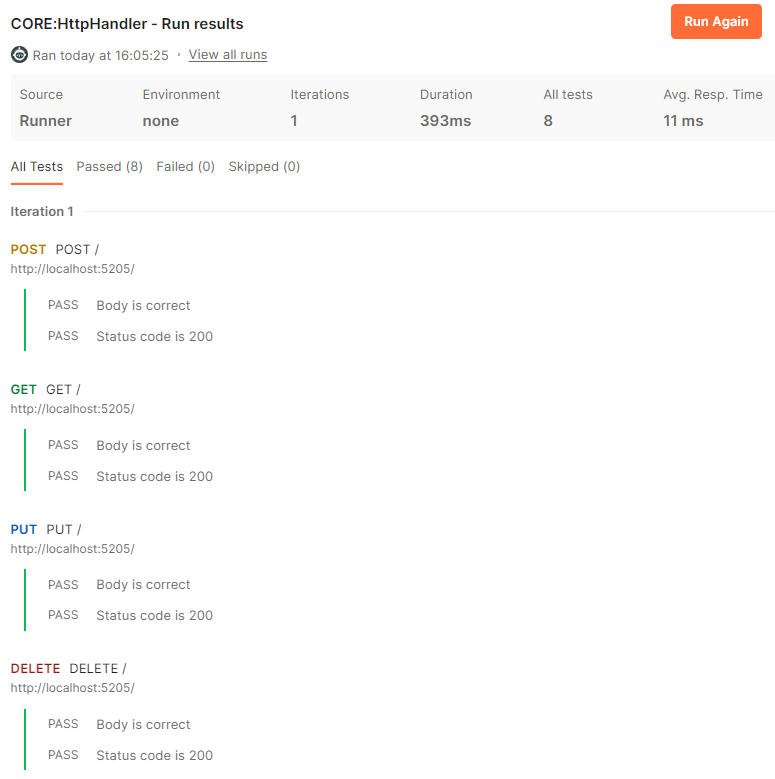 CORE:HttpHandler - Run results
Run Again
Ran today at 16:05:25 · View all runs
Source Environment Iterations Duration All tests Avg. Resp. Time
Runner none 1 393ms 8 11 ms
All Tests Passed (8) Failed (0) Skipped (0)
Iteration 1
POST POST /
http://localhost:5205/
PASS Body is correct
PASS Status code is 200
GET GET /
http://localhost:5205/
PASS Body is correct
PASS Status code is 200
PUT PUT /
http://localhost:5205/
PASS Body is correct
PASS Status code is 200
DELETE DELETE /
http://localhost:5205/
PASS Body is correct
PASS Status code is 200